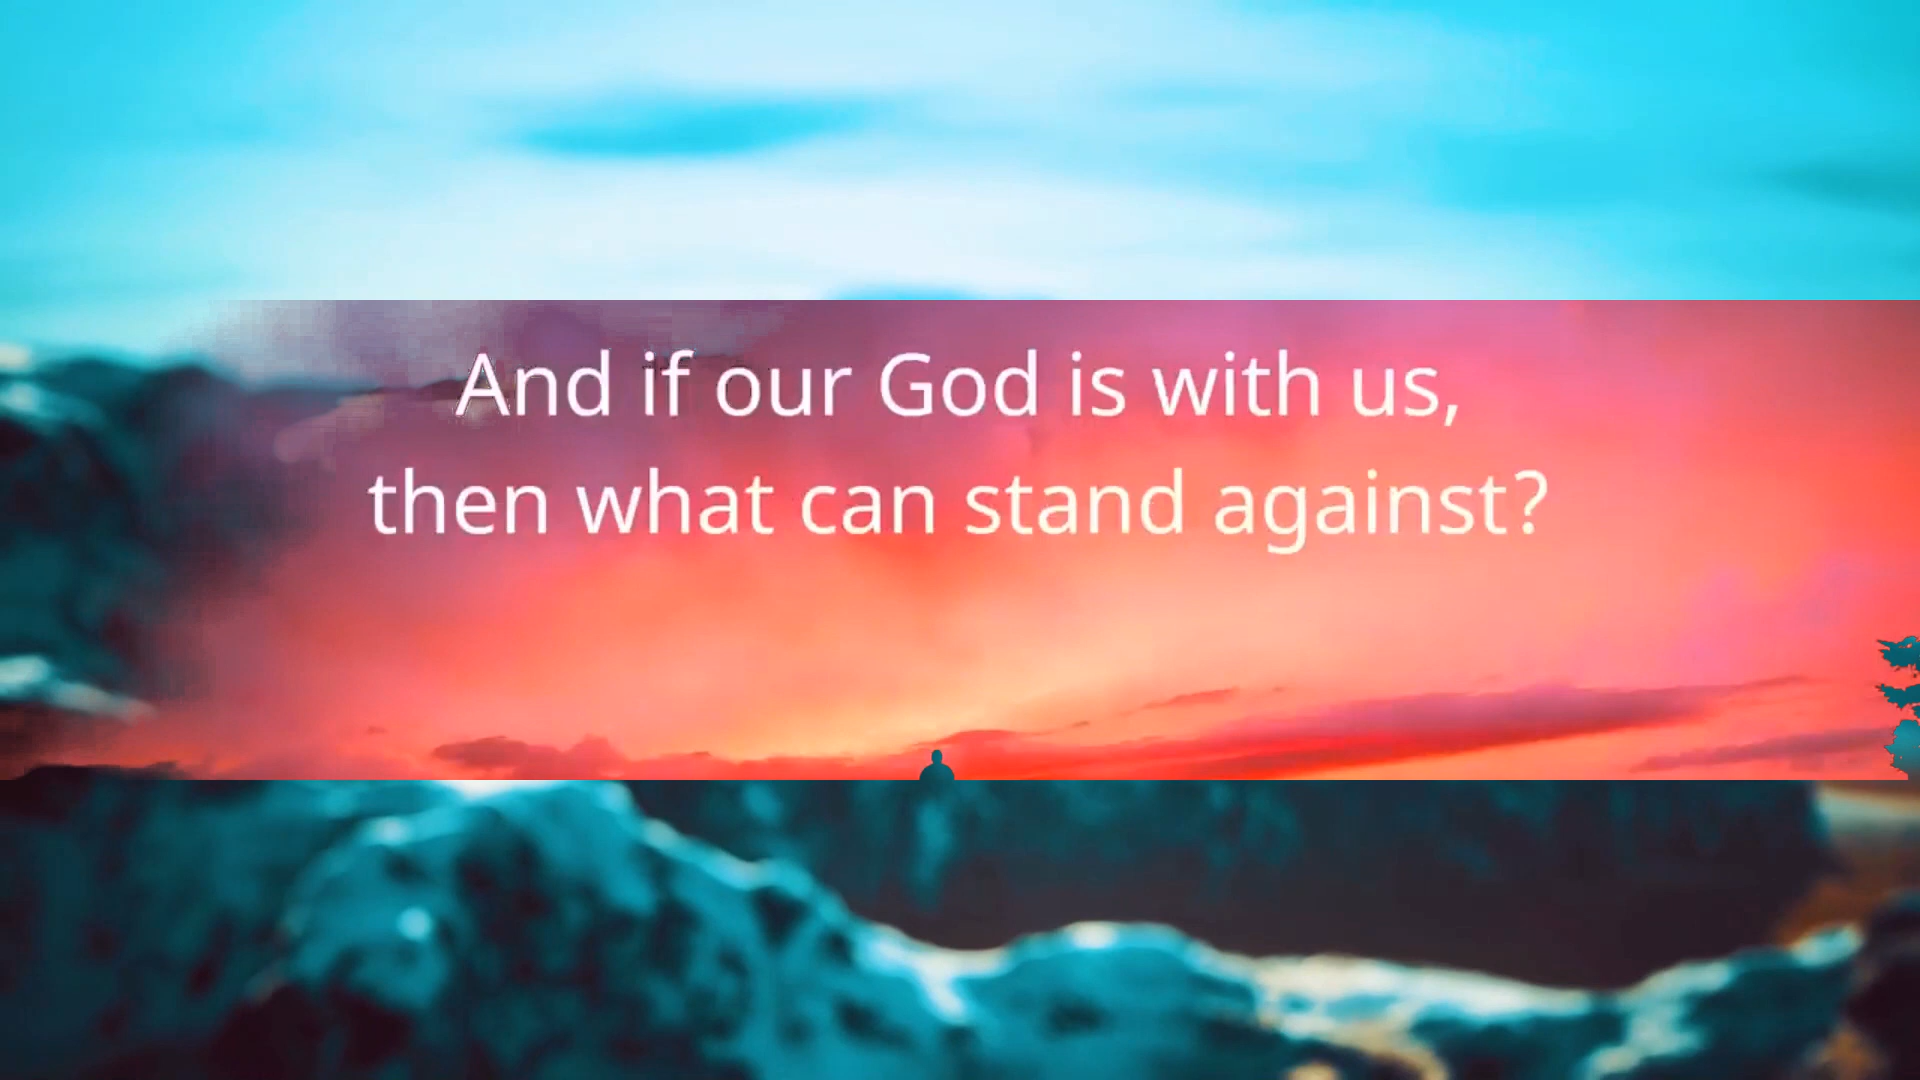 And if our God is with us,
then what can stand against?